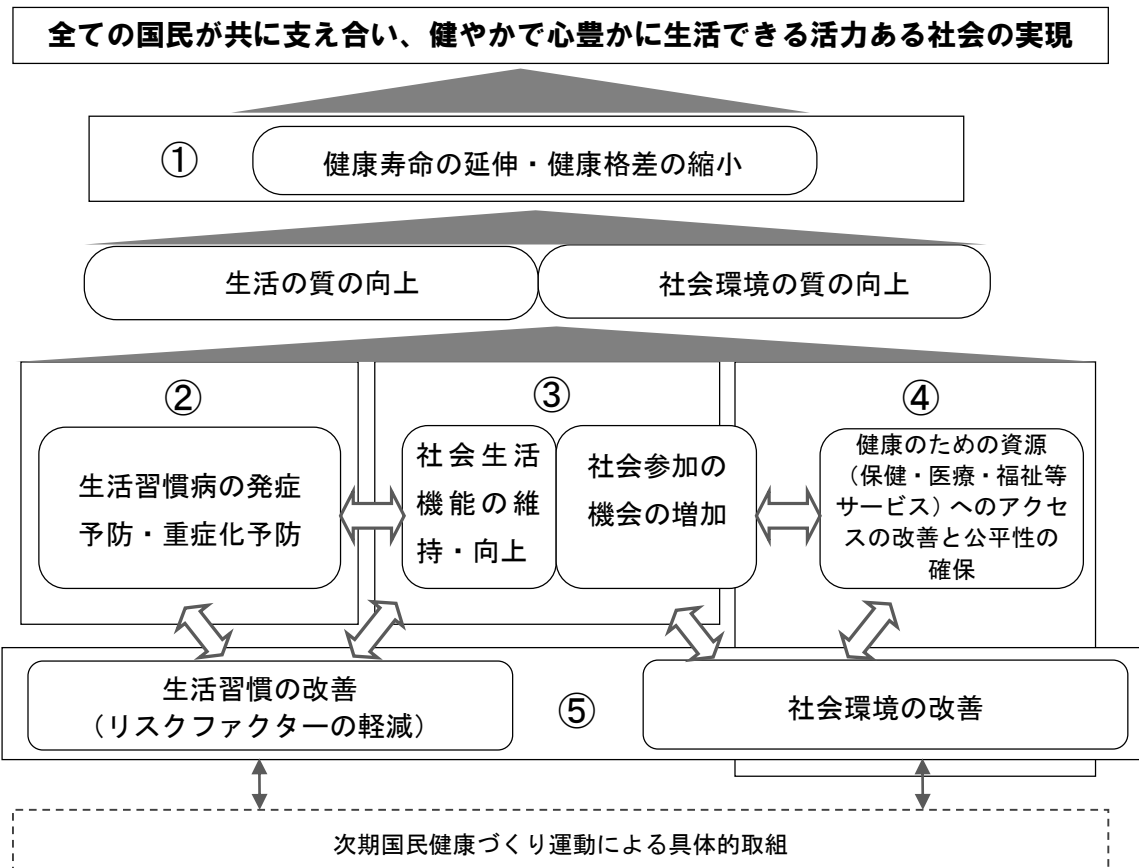 全ての国民が共に支え合い、健やかで心豊かに生活できる活力ある社会の実現
①
健康寿命の延伸・健康格差の縮小
生活の質の向上
社会環境の質の向上
②
生活習慣病の発症
予防・重症化予防
③
社会生活
機能の維
持・向上
社会参加の
機会の増加
④
健康のための資源
（保健・医療・福祉等
サービス）へのアクセ
スの改善と公平性の
確保
生活習慣の改善
（リスクファクターの軽減）
⑤
社会環境の改善
次期国民健康づくり運動による具体的取組